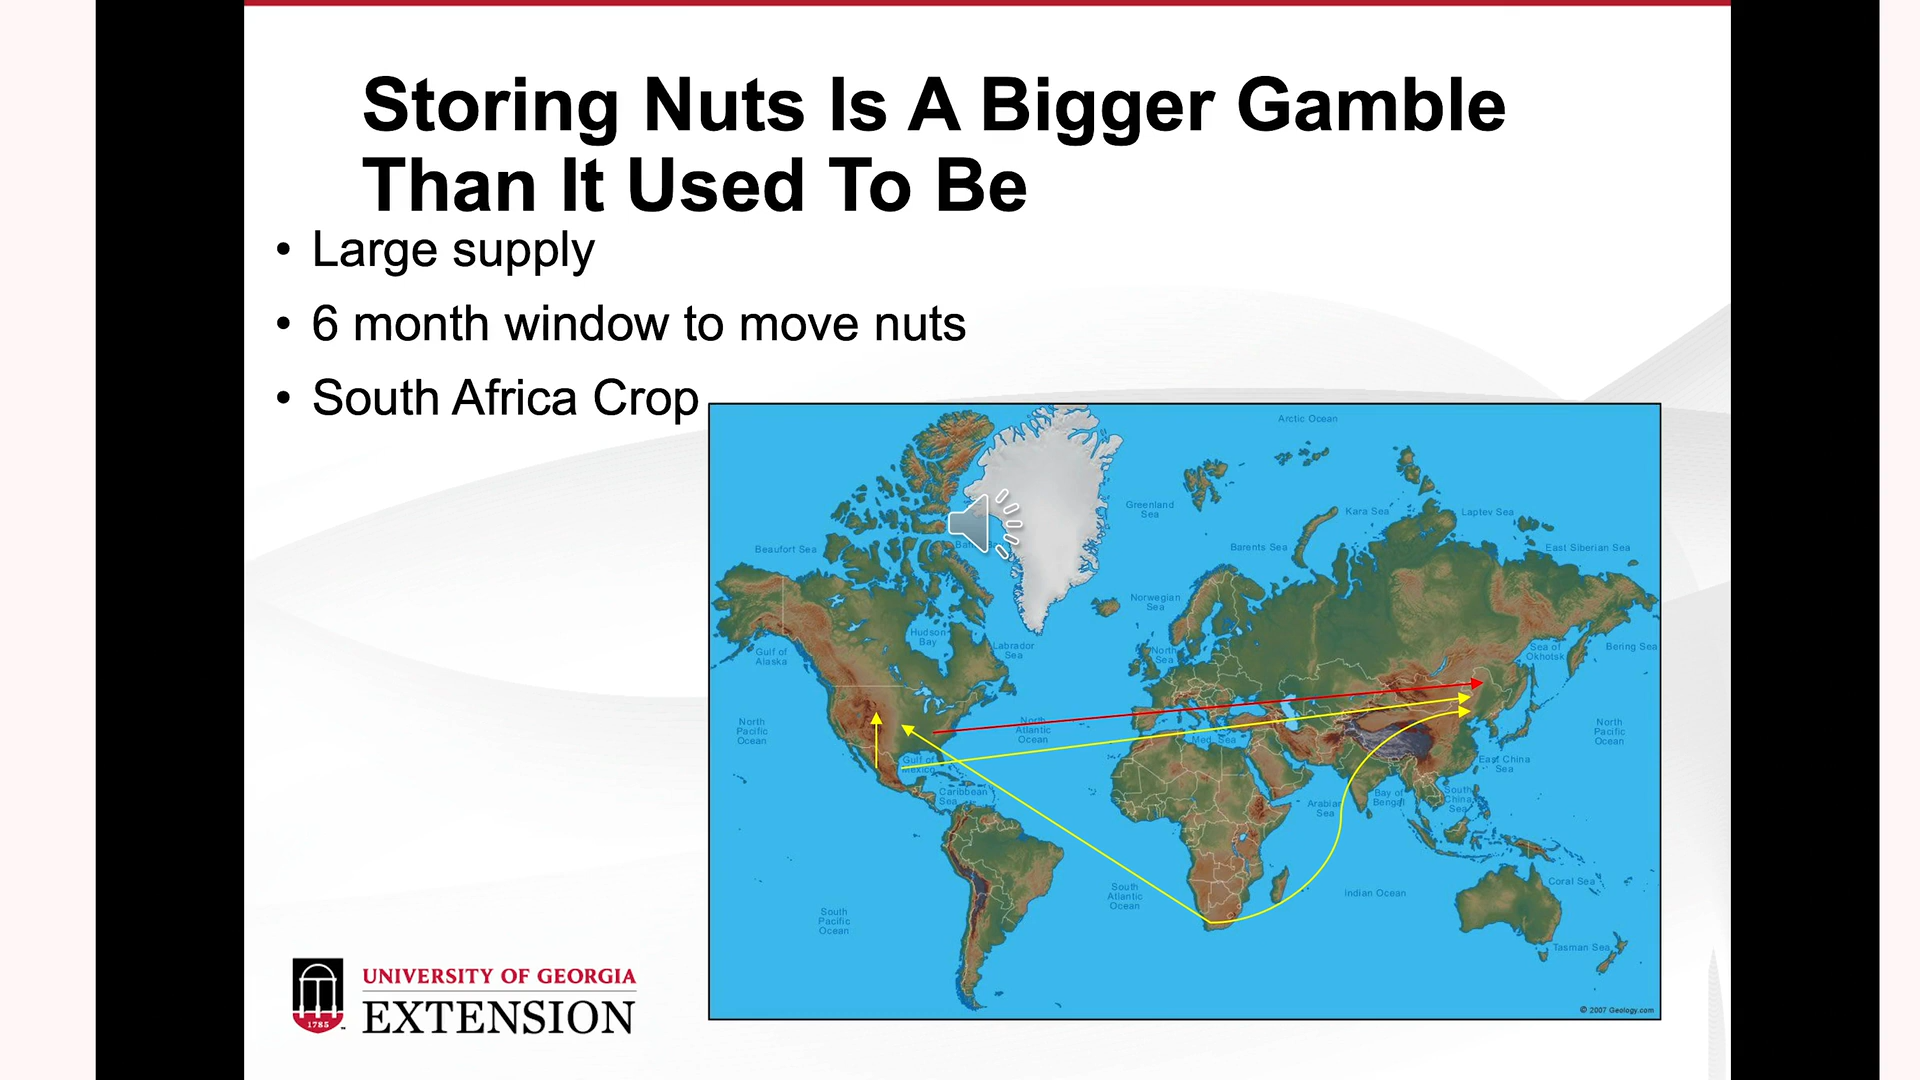 Storing Nuts Is A Bigger Gamble
Than It Used To Be
• Large supply
• 6 month window to move nuts
• South Africa Crop
Arctic Ocean
Greenland
Sea
Kara Sea
Laptev Sea
Beaufort Sea
Barents Sea
East Siberian Sea
Norwegian
Sea
Hudson
Bay
Labrador
Sea
Gulf of
Alaska
North
Sea
Sea of
Okhotsk
Bering Sea
North
Pacific
Ocean
North
Atlantic
Ocean
Med. Sea
North
Pacific
Ocean
Gulf of
Mexico
East China
Sea
Caribbean
Sea
Arabian
Sea
Bay of
Bengal
South
China
Sea
South
Atlantic
Ocean
Indian Ocean
Coral Sea
South
Pacific
Ocean
Tasman Sea
© 2007 Geology.com
1785
UNIVERSITY OF GEORGIA
EXTENSION